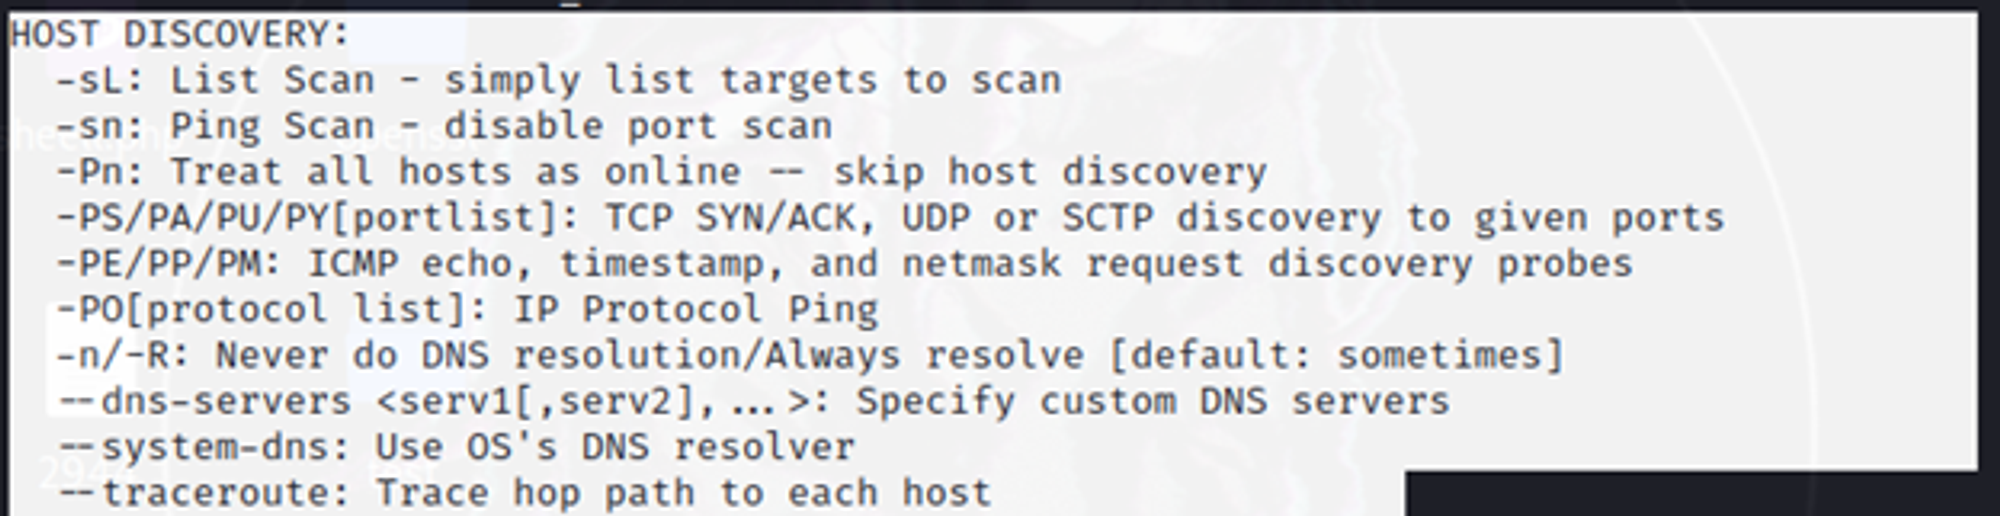 HOST DISCOVERY:
-sL: List Scan - simply list targets to scan
-sn: Ping Scan - disable port scan
-Pn: Treat all hosts as online -- skip host discovery
-PS/PA/PU/PY[portlist]: TCP SYN/ACK, UDP or SCTP discovery to given ports
-PE/PP/PM: ICMP echo, timestamp, and netmask request discovery probes
-PO[protocol list]: IP Protocol Ping
-n/-R: Never do DNS resolution/Always resolve [default: sometimes]
--dns-servers <serv1[,serv2],...>: Specify custom DNS servers
--system-dns: Use OS's DNS resolver
--traceroute: Trace hop path to each host